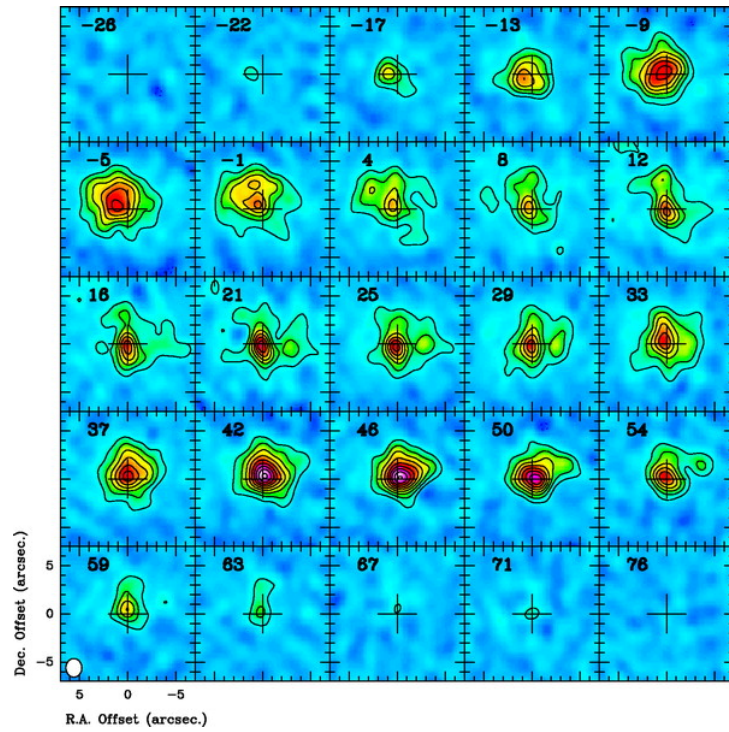 -26 -22 -17 -13 -9
-5 -1 4 8 12
16 21 25 29 33
37 42 46 50 54
59 63 67 71 76
Dec. Offset (arcsec.)
5
0
-5
5 0 -5
R.A. Offset (arcsec.)